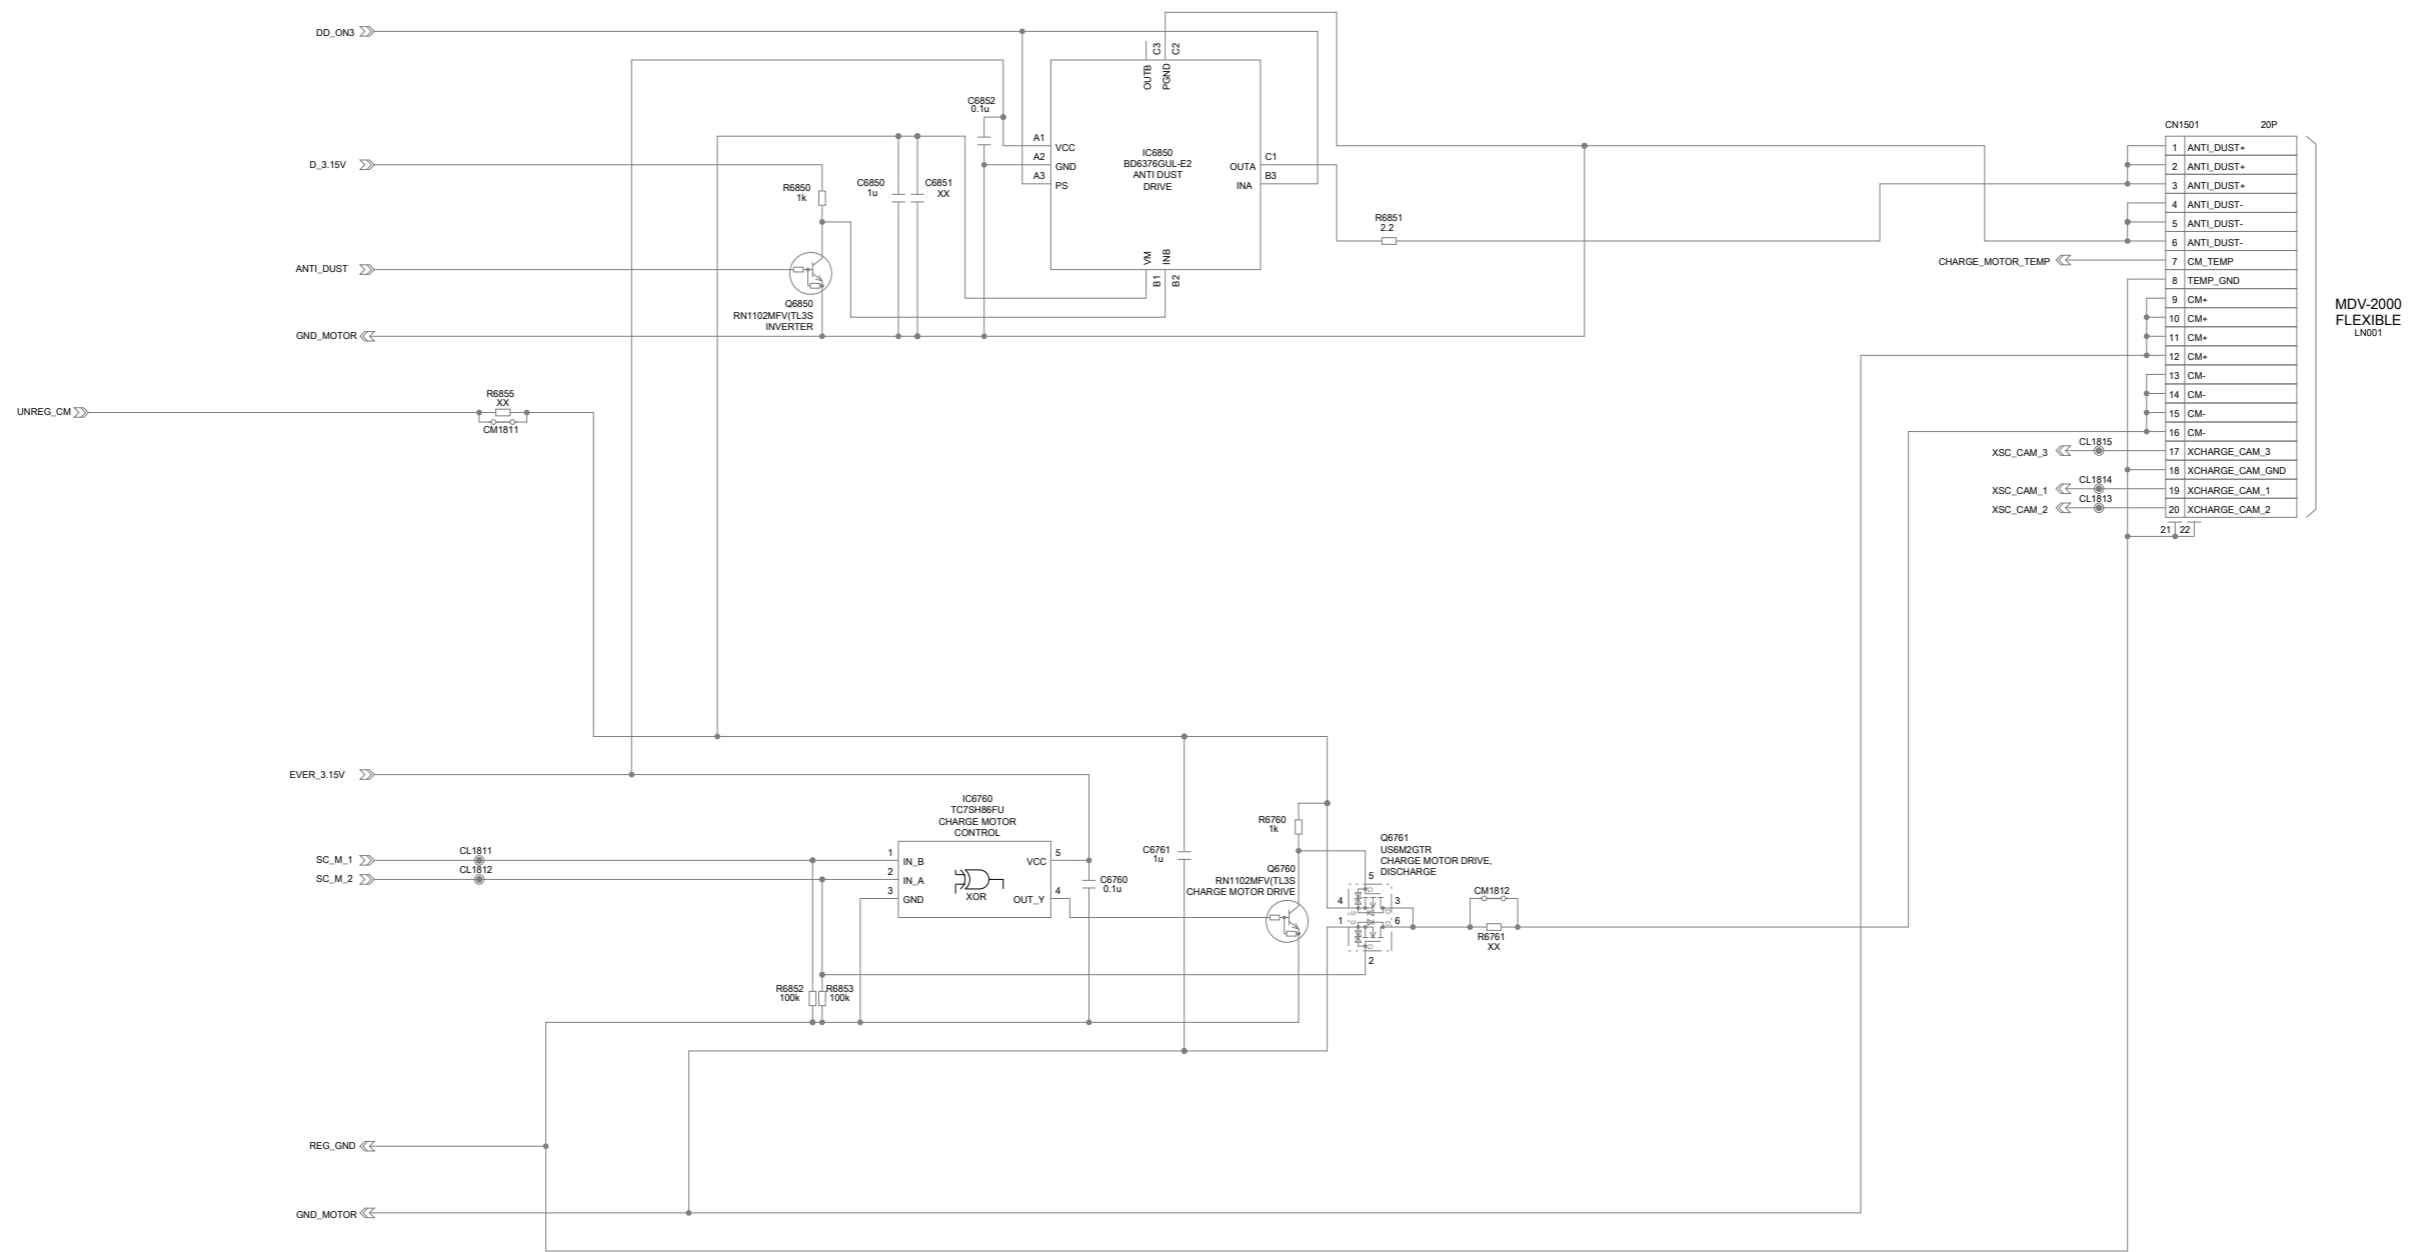 DD_ON3
C3
C2
OUTB
PGND
C6852
0.1u
CN1501 20P
A1
VCC
A2
GND
A3
PS
IC6850
BD6376GUL-E2
ANTI DUST
DRIVE
OUTA
C1
INA
B3
VM
INB
B1
B2
D_3.15V
R6850
1k
C6850
1u
C6851
XX
R6851
2.2
ANTI_DUST
Q6850
RN1102MFV(TL3S
INVERTER
GND_MOTOR
1 ANTI_DUST+
2 ANTI_DUST+
3 ANTI_DUST+
4 ANTI_DUST-
5 ANTI_DUST-
6 ANTI_DUST-
CHARGE_MOTOR_TEMP
7 CM_TEMP
8 TEMP_GND
9 CM+
10 CM+
11 CM+
12 CM+
13 CM-
14 CM-
15 CM-
16 CM-
XSC_CAM_3
CL1815
17 XCHARGE_CAM_3
18 XCHARGE_CAM_GND
XSC_CAM_1
CL1814
19 XCHARGE_CAM_1
XSC_CAM_2
CL1813
20 XCHARGE_CAM_2
21 22
MDV-2000
FLEXIBLE
LN001
UNREG_CM
R6855
XX
CM1811
EVER_3.15V
IC6760
TC7SH86FU
CHARGE MOTOR
CONTROL
SC_M_1
CL1811
SC_M_2
CL1812
1
IN_B
2
IN_A
3
GND
XOR
VCC
5
OUT_Y
4
C6760
0.1u
C6761
1u
R6760
1k
Q6760
RN1102MFV(TL3S
CHARGE MOTOR DRIVE
Q6761
US6M2GTR
CHARGE MOTOR DRIVE,
DISCHARGE
5
4
3
1
6
2
CM1812
R6761
XX
R6852
100k
R6853
100k
REG_GND
GND_MOTOR